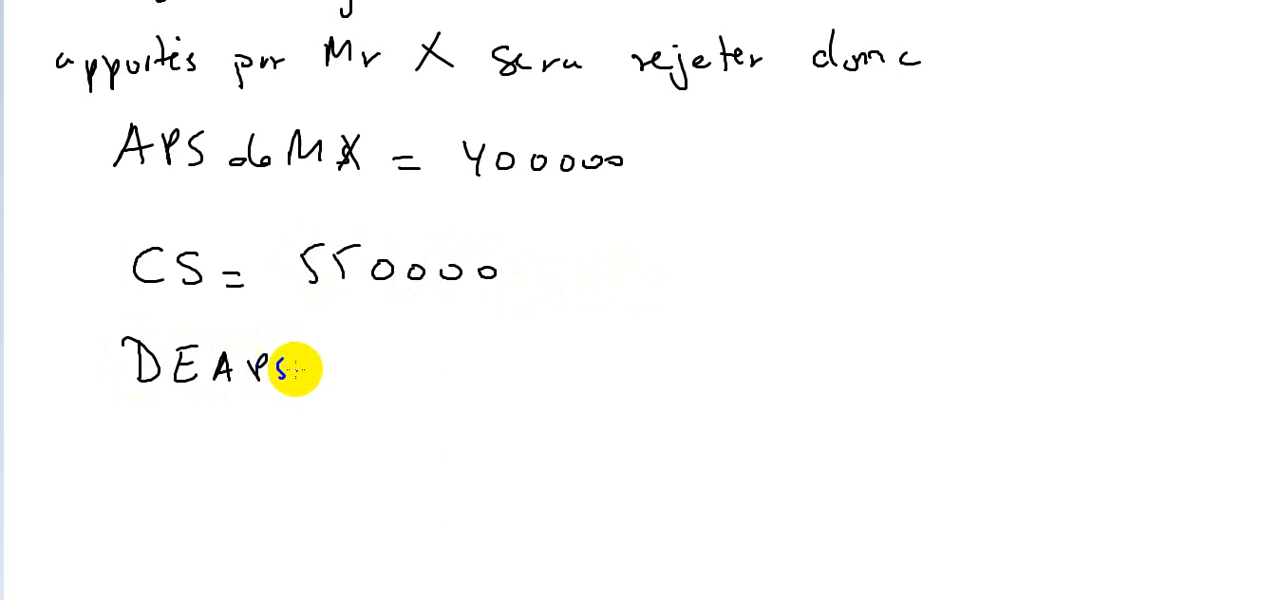 apportés par Mr X sera rejeter donc
APS de MX = 400000
CS = 550000
DEAPS